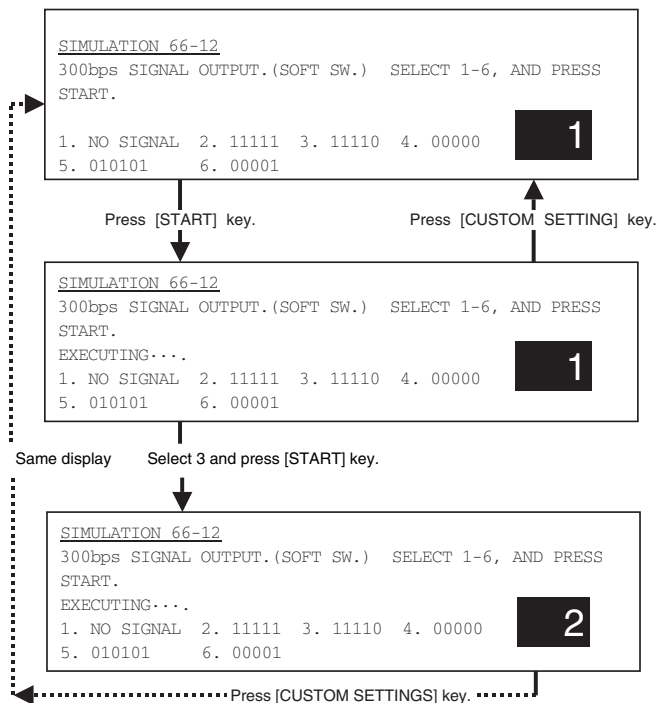 SIMULATION 66-12
300bps SIGNAL OUTPUT.(SOFT SW.) SELECT 1-6, AND PRESS
START.
1. NO SIGNAL 2. 11111 3. 11110 4. 00000
5. 010101 6. 00001
1
Press [START] key.
Press [CUSTOM SETTING] key.
SIMULATION 66-12
300bps SIGNAL OUTPUT.(SOFT SW.) SELECT 1-6, AND PRESS
START.
EXECUTING・・・.
1. NO SIGNAL 2. 11111 3. 11110 4. 00000
5. 010101 6. 00001
1
Same display
Select 3 and press [START] key.
SIMULATION 66-12
300bps SIGNAL OUTPUT.(SOFT SW.) SELECT 1-6, AND PRESS
START.
EXECUTING・・・.
1. NO SIGNAL 2. 11111 3. 11110 4. 00000
5. 010101 6. 00001
2
Press [CUSTOM SETTINGS] key.